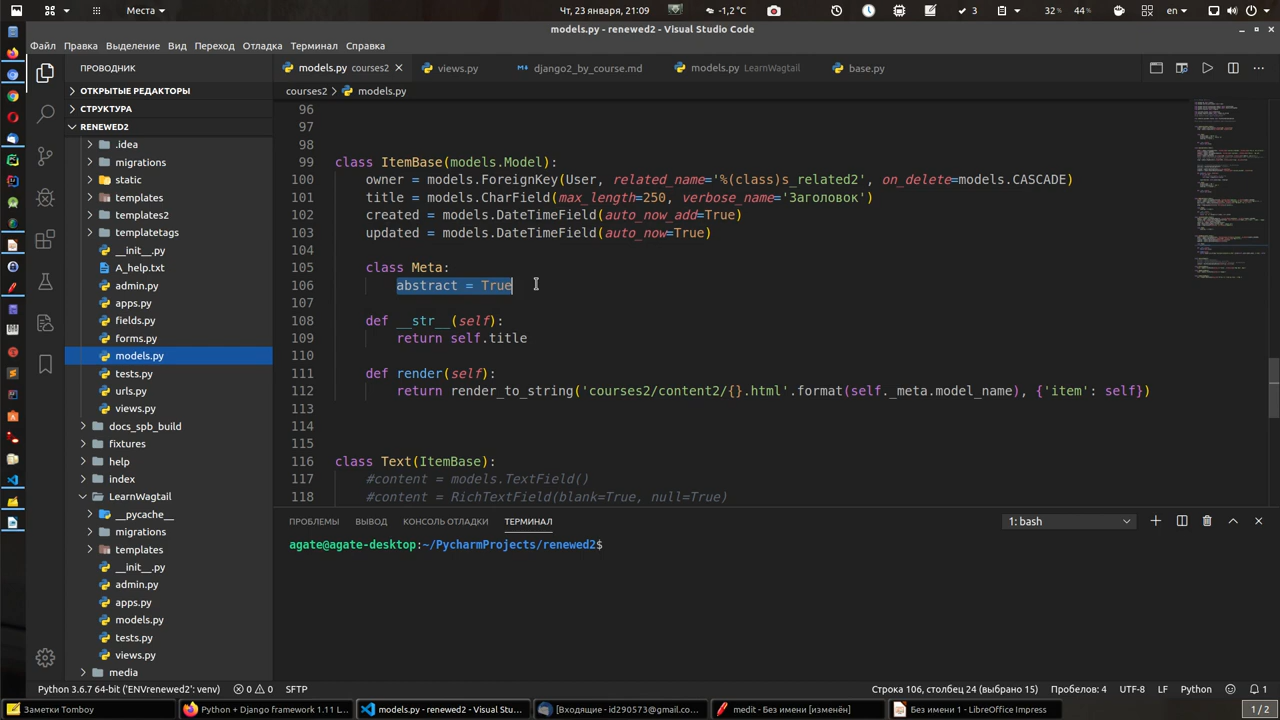 Места
Чт, 23 января, 21:09
-1,2 °C
3
32%
44%
en
models.py - renewed2 - Visual Studio Code
Файл Правка Выделение Вид Переход Отладка Терминал Справка
ПРОВОДНИК
models.py courses2
views.py
django2_by_course.md
models.py LearnWagtail
base.py
ОТКРЫТЫЕ РЕДАКТОРЫ
СТРУКТУРА
RENEWED2
.idea
migrations
static
templates
templates2
templatetags
__init__.py
A_help.txt
admin.py
apps.py
fields.py
forms.py
models.py
tests.py
urls.py
views.py
docs_spb_build
fixtures
help
index
LearnWagtail
__pycache__
migrations
templates
__init__.py
admin.py
apps.py
models.py
tests.py
views.py
media
courses2 > models.py
96
97
98
99 class ItemBase(models.Model):
100 owner = models.ForeignKey(User, related_name='%(class)s_related2', on_delete=models.CASCADE)
101 title = models.CharField(max_length=250, verbose_name='Заголовок')
102 created = models.DateTimeField(auto_now_add=True)
103 updated = models.DateTimeField(auto_now=True)
104
105 class Meta:
106 abstract = True
107
108 def __str__(self):
109 return self.title
110
111 def render(self):
112 return render_to_string('courses2/content2/{}.html'.format(self._meta.model_name), {'item': self})
113
114
115
116 class Text(ItemBase):
117 #content = models.TextField()
118 #content = RichTextField(blank=True, null=True)
ПРОБЛЕМЫ ВЫВОД КОНСОЛЬ ОТЛАДКИ ТЕРМИНАЛ
1: bash
agate@agate-desktop:~/PycharmProjects/renewed2$
Python 3.6.7 64-bit ('ENVrenewed2': venv)
0
0
SFTP
Строка 106, столбец 24 (выбрано 15)
Пробелов: 4
UTF-8
LF
Python
1
Заметки Tomboy
Python + Django framework 1.11 L...
models.py - renewed2 - Visual Stu...
[Входящие - id290573@gmail.co...
medit - Без имени [изменён]
Без имени 1 - LibreOffice Impress
1/2